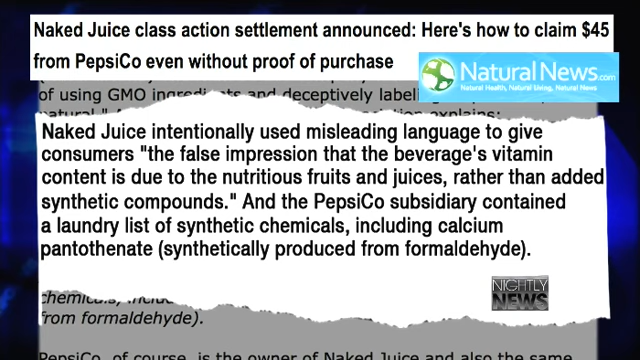 Naked Juice class action settlement announced: Here's how to claim $45
from PepsiCo even without proof of purchase
NaturalNews.com
Natural Health, Natural Living, Natural News
of using GMO ingredients and deceptively labeling
natural."
explains:
Naked Juice intentionally used misleading language to give
consumers "the false impression that the beverage's vitamin
content is due to the nutritious fruits and juices, rather than added
synthetic compounds." And the PepsiCo subsidiary contained
a laundry list of synthetic chemicals, including calcium
pantothenate (synthetically produced from formaldehyde).
NIGHTLY
NEWS
chemicals, includ
from formaldehyde).
PepsiCo, of course, is the owner of Naked Juice and also the same